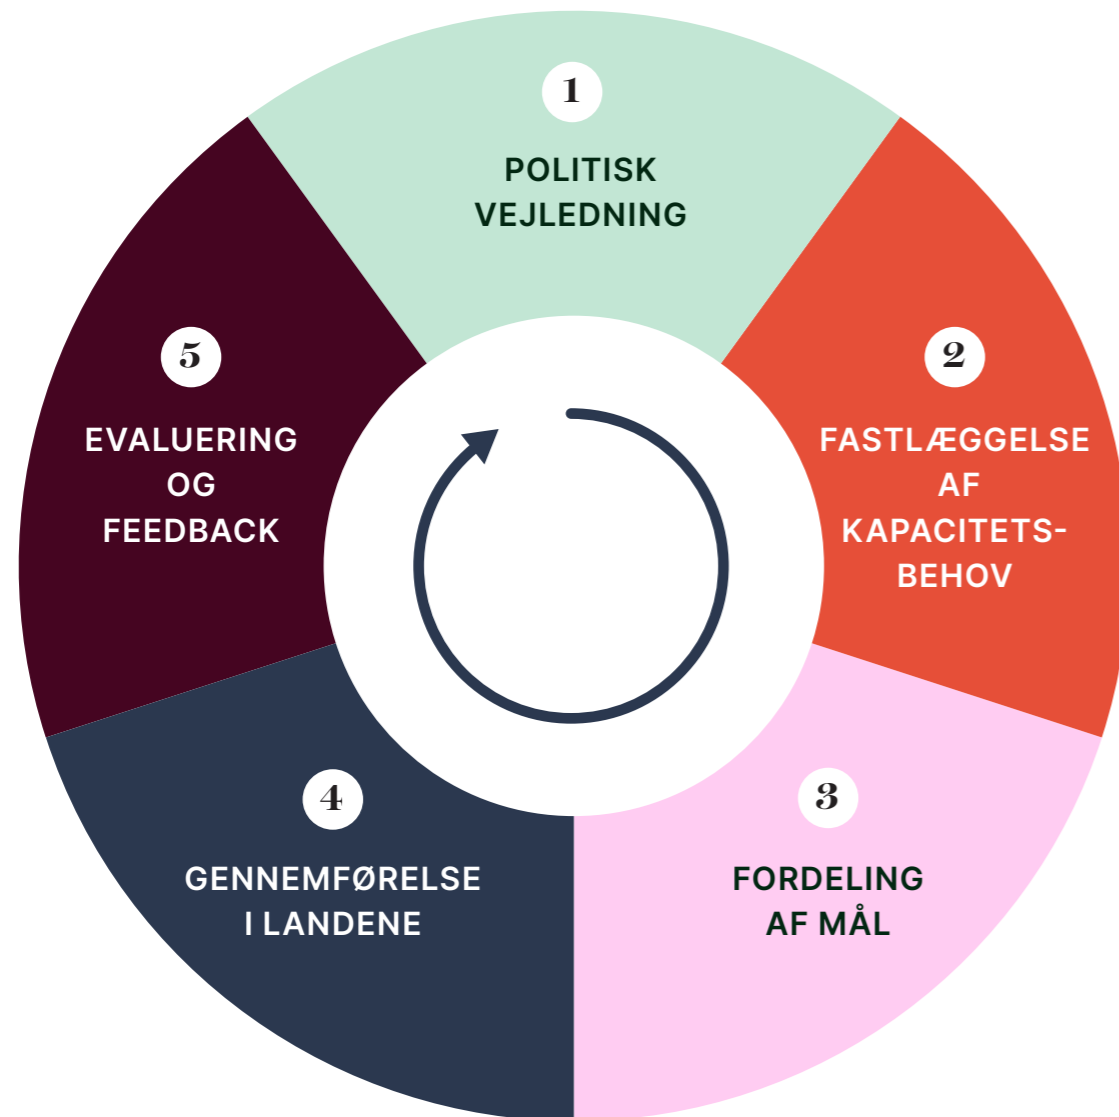 1
POLITISK
VEJLEDNING
2
FASTLÆGGELSE
AF
KAPACITETS-
BEHOV
3
FORDELING
AF MÅL
4
GENNEMFØRELSE
I LANDENE
5
EVALUERING
OG
FEEDBACK